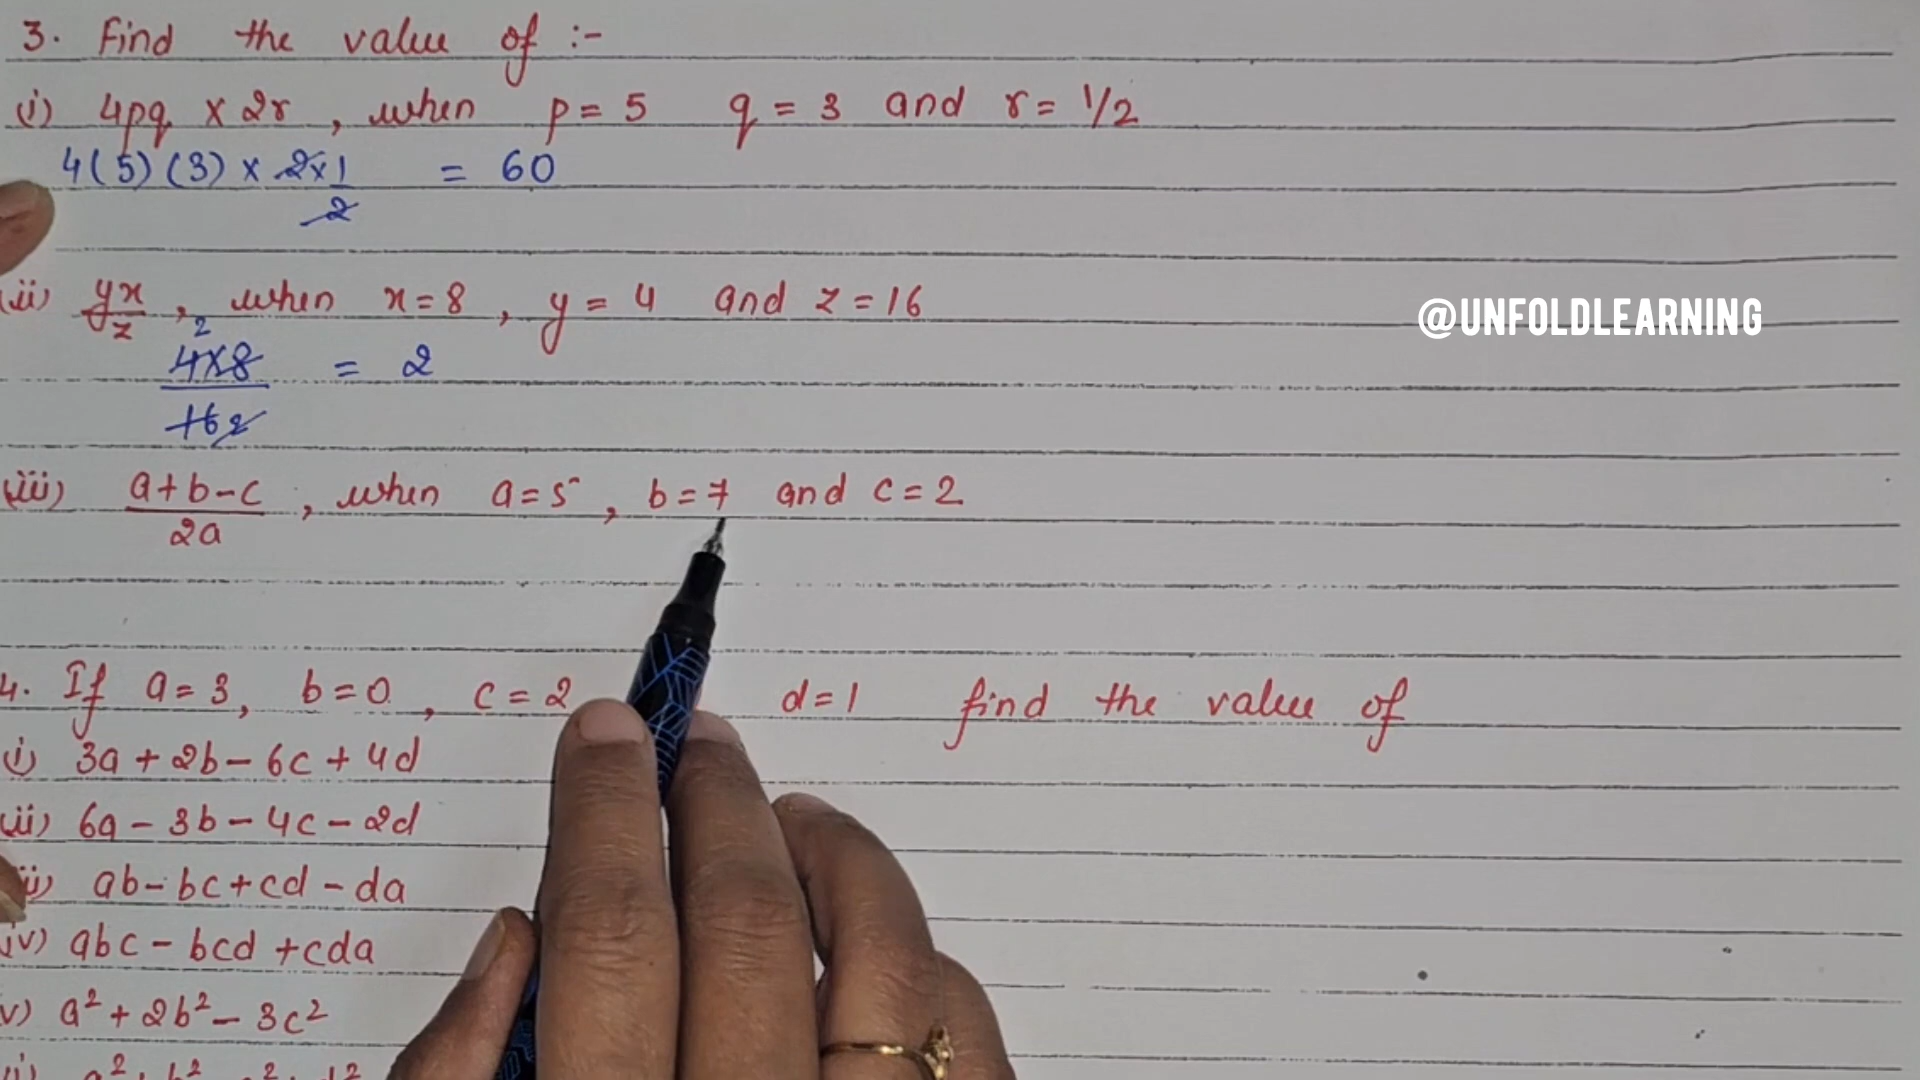 3. Find the value of :-
(i) 4pq × 2r , when p = 5 q = 3 and r = 1/2
4(5)(3) × 2×1/2 = 60
(ii) yx/z , when x = 8 , y = 4 and z = 16
@UNFOLDLEARNING
2
4×8/16 2 = 2
(iii) a+b-c/2a , when a = 5 , b = 7 and c = 2
4. If a = 3, b = 0 , c = 2 d = 1 find the value of
(i) 3a + 2b - 6c + 4d
(ii) 6a - 3b - 4c - 2d
ii) ab - bc + cd - da
iv) abc - bcd + cda
v) a² + 2b² - 3c²